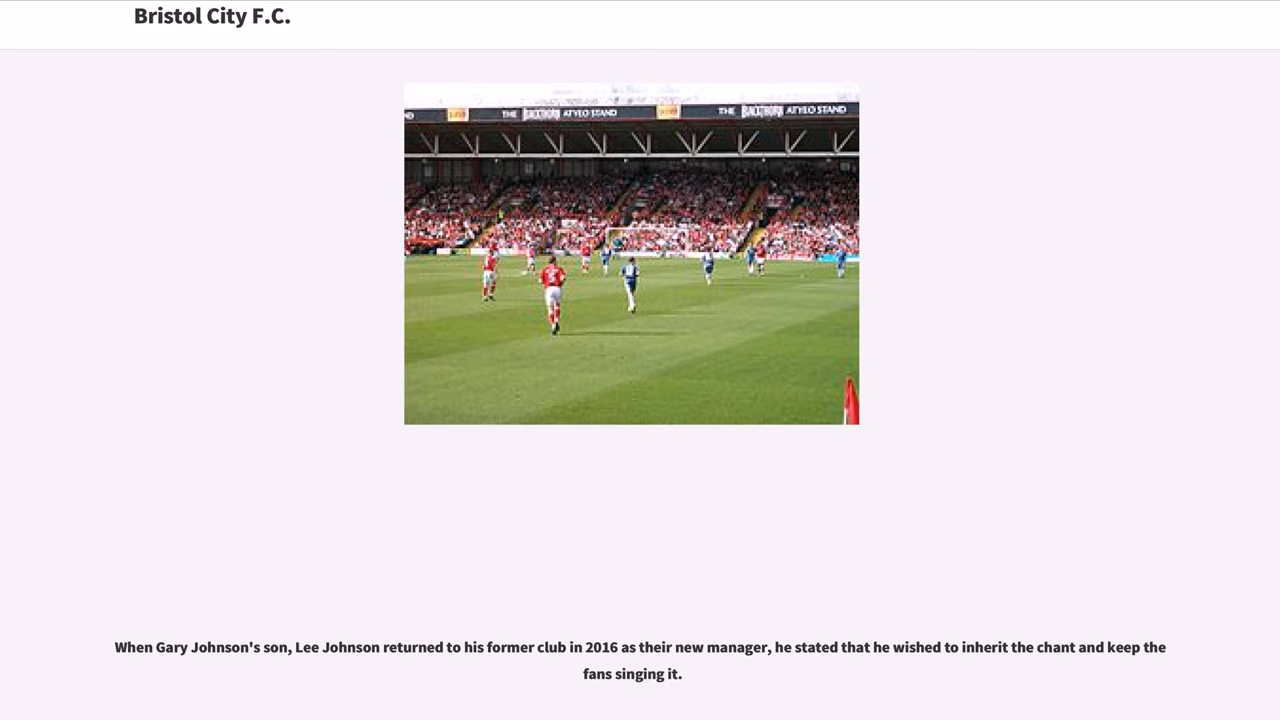 Bristol City F.C.
THE ATYEO STAND THE ATYEO STAND
When Gary Johnson's son, Lee Johnson returned to his former club in 2016 as their new manager, he stated that he wished to inherit the chant and keep the
fans singing it.